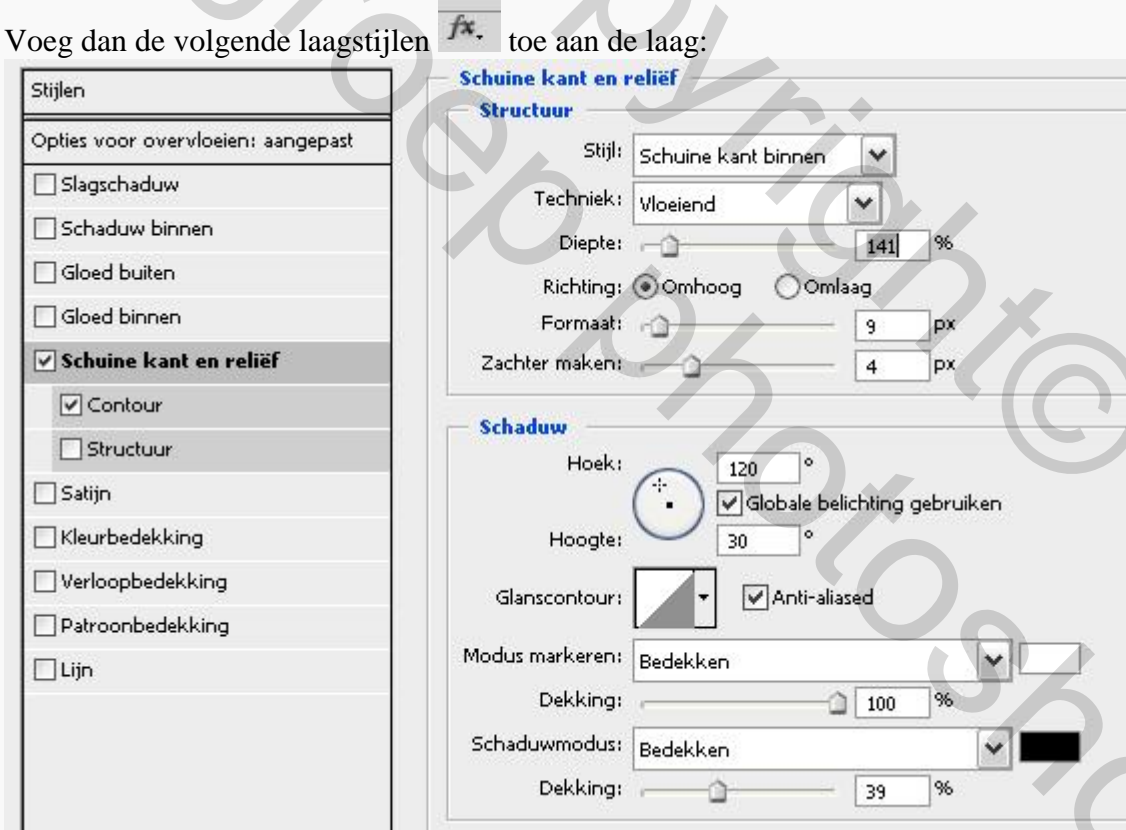 Voeg dan de volgende laagstijlen fx. toe aan de laag:
Stijlen
Opties voor overvloeien: aangepast
Slagschaduw
Schaduw binnen
Gloed buiten
Gloed binnen
Schuine kant en reliëf
Contour
Structuur
Satijn
Kleurbedekking
Verloopbedekking
Patroonbedekking
Lijn
Schuine kant en reliëf
Structuur
Stijl: Schuine kant binnen
Techniek: Vloeiend
Diepte: 141 %
Richting: Omhoog Omlaag
Formaat: 9 px
Zachter maken: 4 px
Schaduw
Hoek: 120 °
Globale belichting gebruiken
Hoogte: 30 °
Glanscontour: Anti-aliased
Modus markeren: Bedekken
Dekking: 100 %
Schaduwmodus: Bedekken
Dekking: 39 %